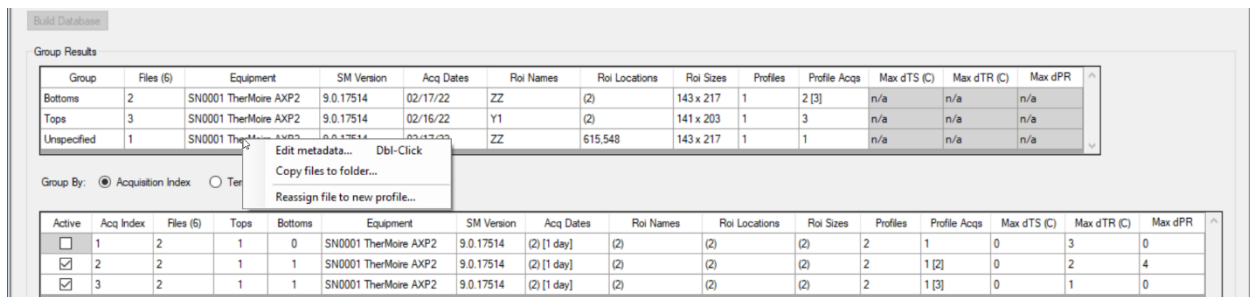 Build Database
Group Results
Group Files (6) Equipment SM Version Acq Dates Roi Names Roi Locations Roi Sizes Profiles Profile Acqs Max dTS (C) Max dTR (C) Max dPR
Bottoms 2 SN0001 TherMoire AXP2 9.0.17514 02/17/22 ZZ (2) 143 x 217 1 2 [3] n/a n/a n/a
Tops 3 SN0001 TherMoire AXP2 9.0.17514 02/16/22 Y1 (2) 141 x 203 1 3 n/a n/a n/a
Unspecified 1 SN0001 TherMoire AXP2 9.0.17514 02/17/22 ZZ 615,548 143 x 217 1 1 n/a n/a n/a
Edit metadata... Dbl-Click
Copy files to folder...
Group By: Acquisition Index
Reassign file to new profile...
Active Acq Index Files (6) Tops Bottoms Equipment SM Version Acq Dates Roi Names Roi Locations Roi Sizes Profiles Profile Acqs Max dTS (C) Max dTR (C) Max dPR
1 2 1 0 SN0001 TherMoire AXP2 9.0.17514 (2) [1 day] (2) (2) (2) 2 1 0 3 0
2 2 1 1 SN0001 TherMoire AXP2 9.0.17514 (2) [1 day] (2) (2) (2) 2 1 [2] 0 2 4
3 2 1 1 SN0001 TherMoire AXP2 9.0.17514 (2) [1 day] (2) (2) (2) 2 1 [3] 0 1 0